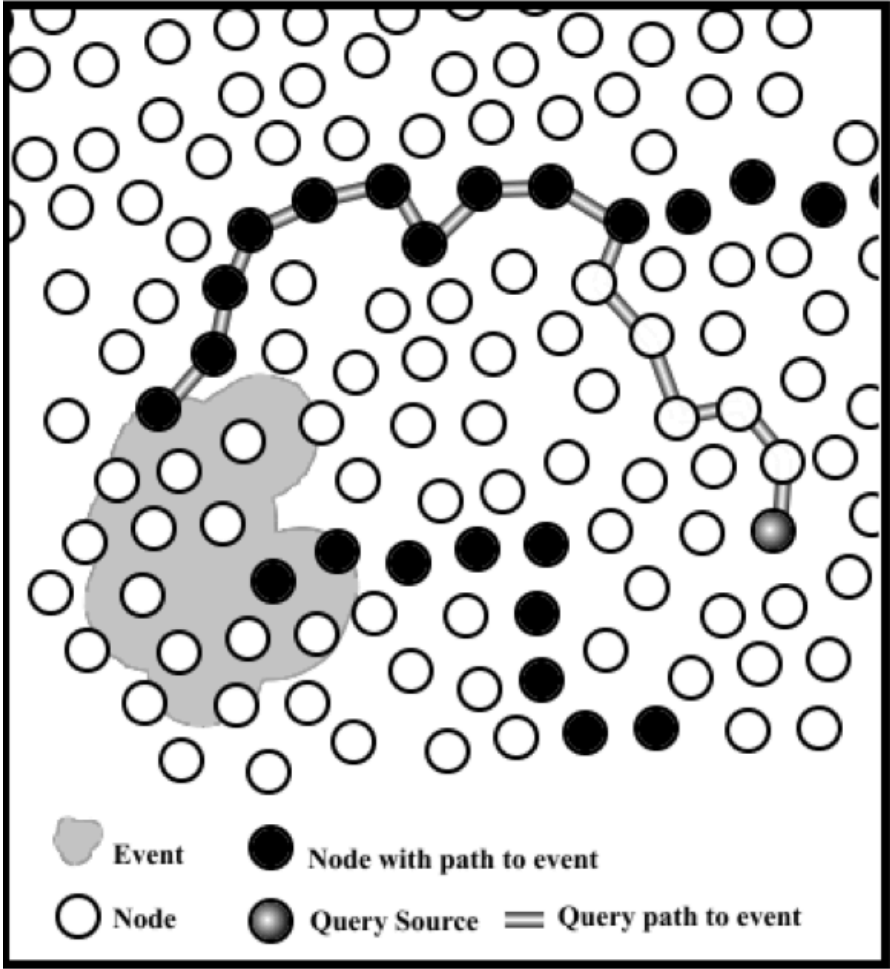 Event
Node with path to event
Node
Query Source
Query path to event